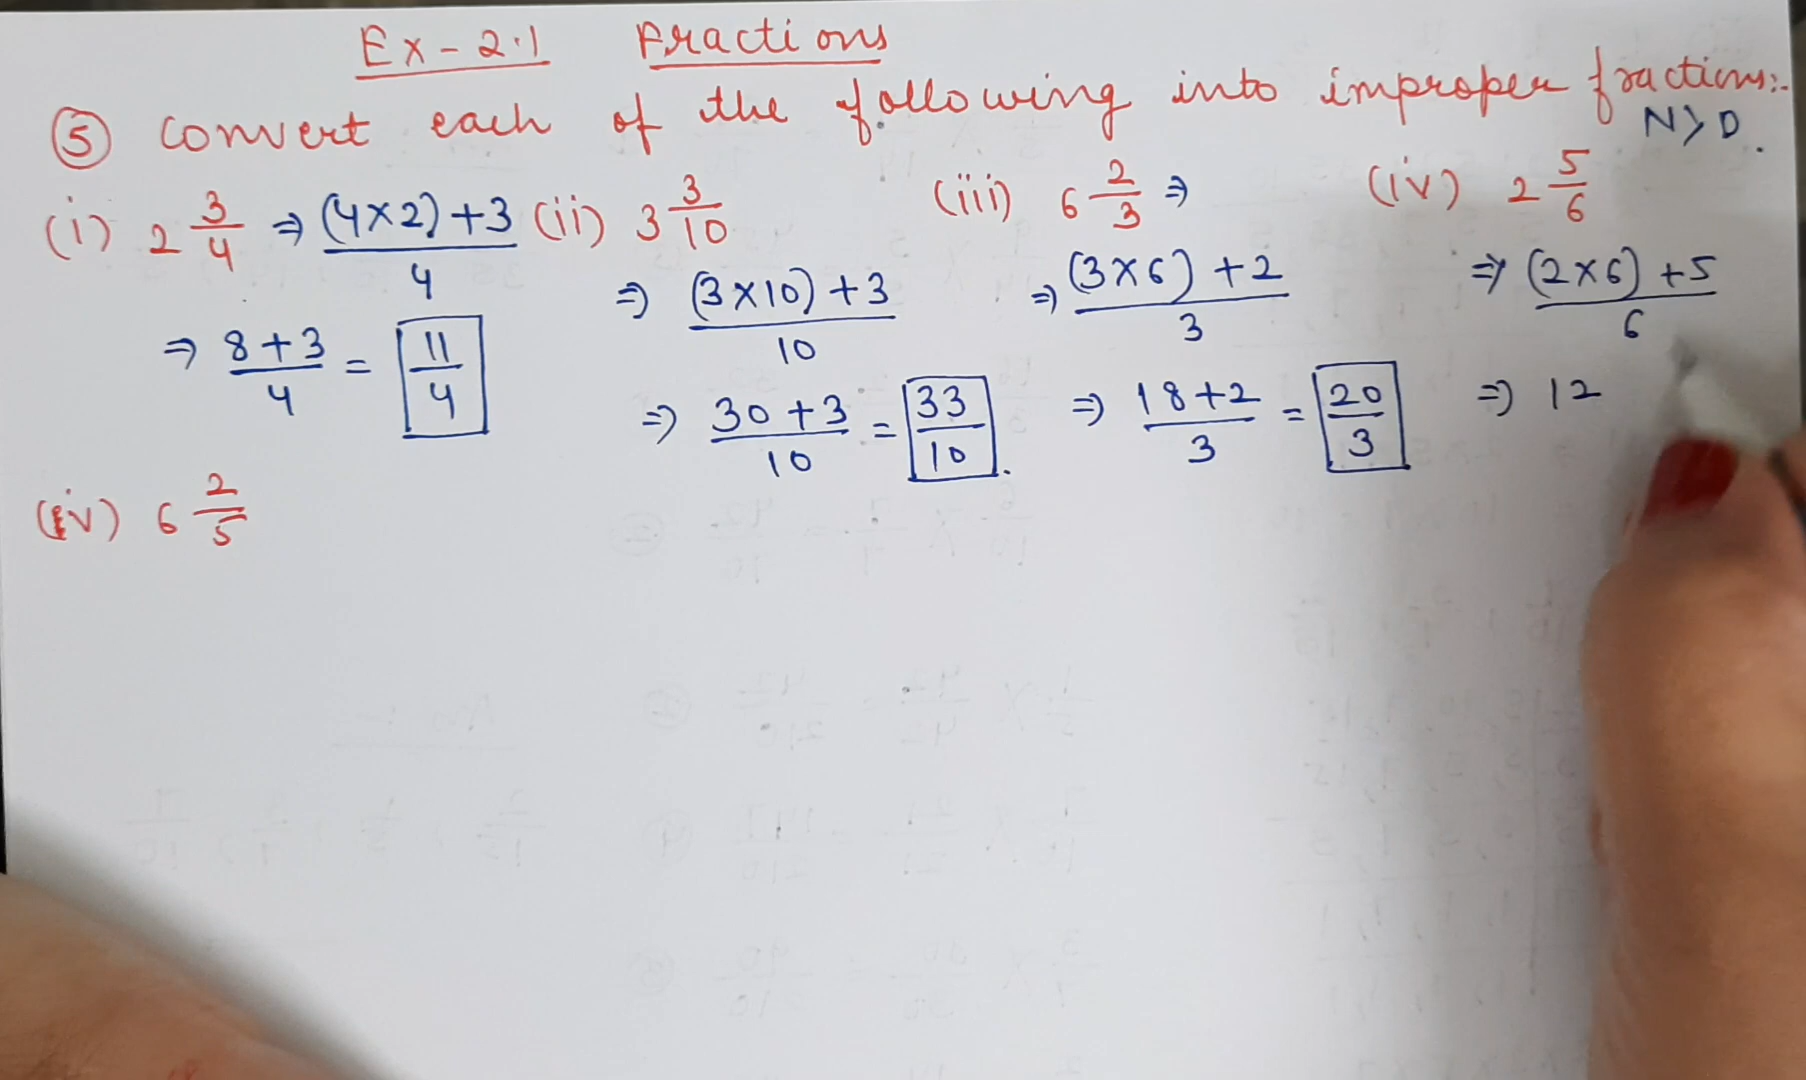 Ex-2.1 Fractions
⑤ Convert each of the following into improper fractions:-
N>D.
(i) 2 3/4 ⇒ (4×2)+3/4
⇒ 8+3/4 = 11/4
(ii) 3 3/10
⇒ (3×10)+3/10
⇒ 30+3/10 = 33/10.
(iii) 6 2/3 ⇒
⇒ (3×6)+2/3
⇒ 18+2/3 = 20/3
(iv) 2 5/6
⇒ (2×6)+5/6
⇒ 12
(iv) 6 2/5